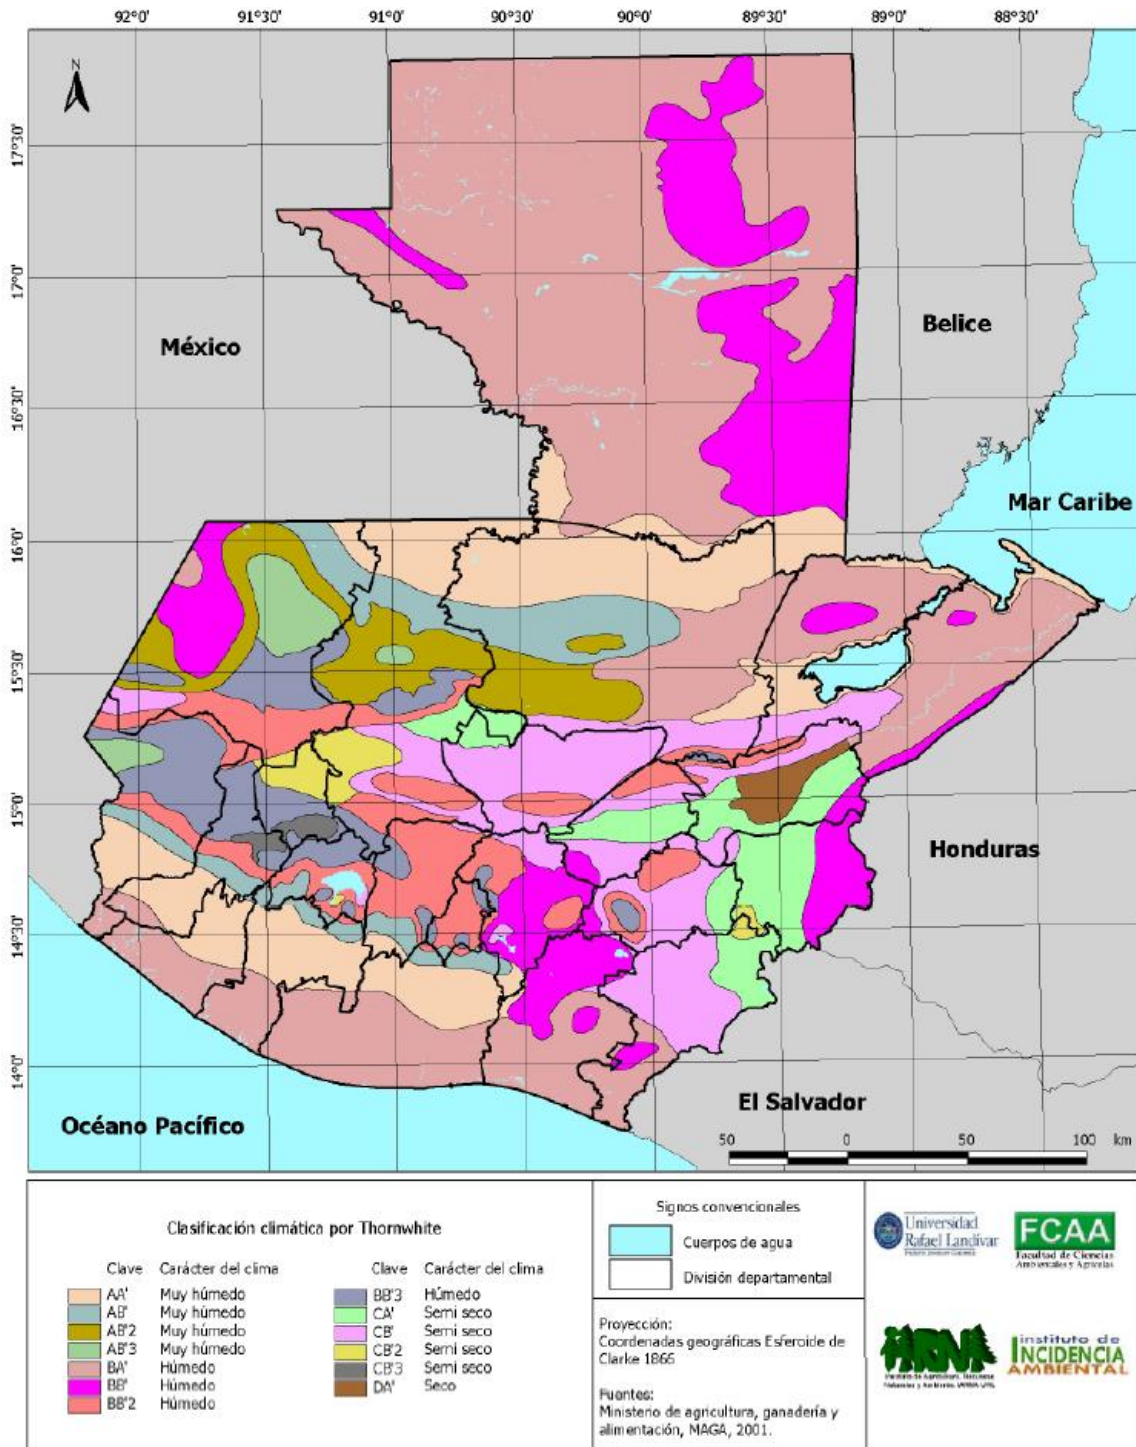 92°0' 91°30' 91°0' 90°30' 90°0' 89°30' 89°0' 88°30'
N
17°30'
17°0'
México
Belice
16°30'
Mar Caribe
16°0'
15°30'
15°0'
Honduras
14°30'
14°0'
El Salvador
Océano Pacífico
50 0 50 100 km
Clasificación climática por Thornwhite
Clave Carácter del clima
AA' Muy húmedo
AB' Muy húmedo
AB'2 Muy húmedo
AB'3 Muy húmedo
BA' Húmedo
BB' Húmedo
BB'2 Húmedo
Clave Carácter del clima
BB'3 Húmedo
CA' Semi seco
CB' Semi seco
CB'2 Semi seco
CB'3 Semi seco
DA' Seco
Signos convencionales
Cuerpos de agua
División departamental
Proyección:
Coordenadas geográficas Esferoide de
Clarke 1866
Fuentes:
Ministerio de agricultura, ganadería y
alimentación, MAGA, 2001.
Universidad
Rafael Landívar
FCAA
Facultad de Ciencias
Ambientales y Agrícolas
IARNA
instituto de
INCIDENCIA
AMBIENTAL